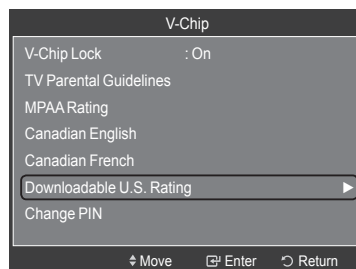 V-Chip
V-Chip Lock : On
TV Parental Guidelines
MPAA Rating
Canadian English
Canadian French
Downloadable U.S. Rating
Change PIN
Move Enter Return